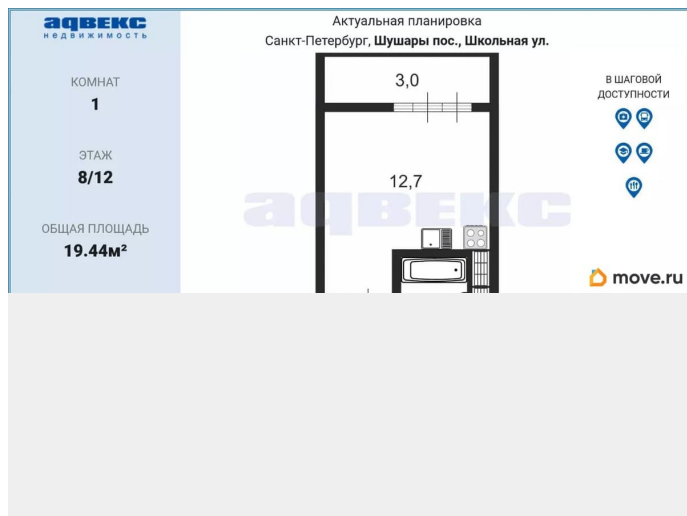 адвекс
недвижимость
КОМНАТ
1
ЭТАЖ
8/12
ОБЩАЯ ПЛОЩАДЬ
19.44м²
Актуальная планировка
Санкт-Петербург, Шушары пос., Школьная ул.
3,0
12,7
адвекс
В ШАГОВОЙ
ДОСТУПНОСТИ
move.ru